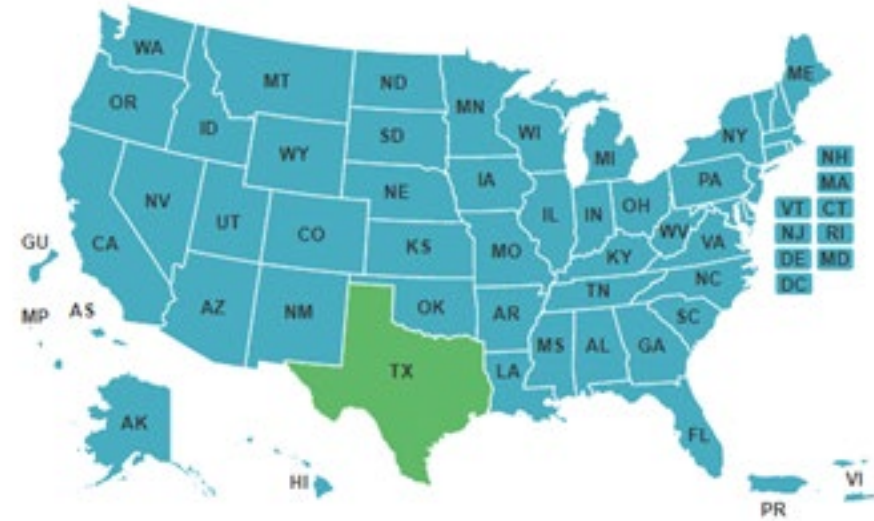 WA
MT
ND
MN
ME
OR
ID
SD
WI
NY
WY
MI
NH
IA
PA
MA
NE
NV
IL
IN
OH
VT CT
UT
CO
WV
NJ RI
GU
CA
KS
MO
KY
VA
DE MD
NC
DC
TN
MP
AS
AZ
NM
OK
AR
SC
MS
AL
GA
TX
LA
AK
FL
HI
VI
PR